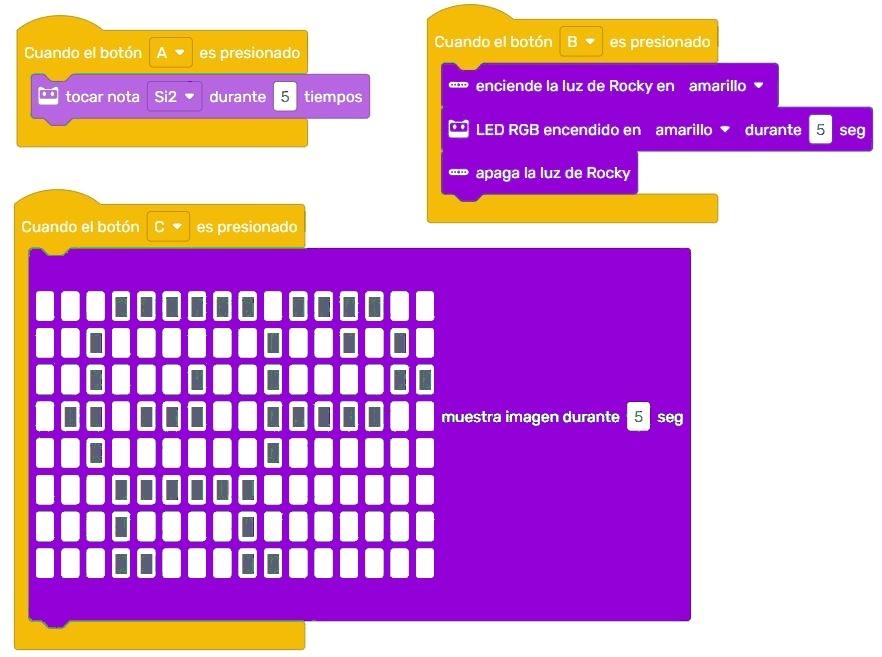 Cuando el botón A es presionado
tocar nota Si2 durante 5 tiempos
Cuando el botón B es presionado
enciende la luz de Rocky en amarillo
LED RGB encendido en amarillo durante 5 seg
apaga la luz de Rocky
Cuando el botón C es presionado
muestra imagen durante 5 seg